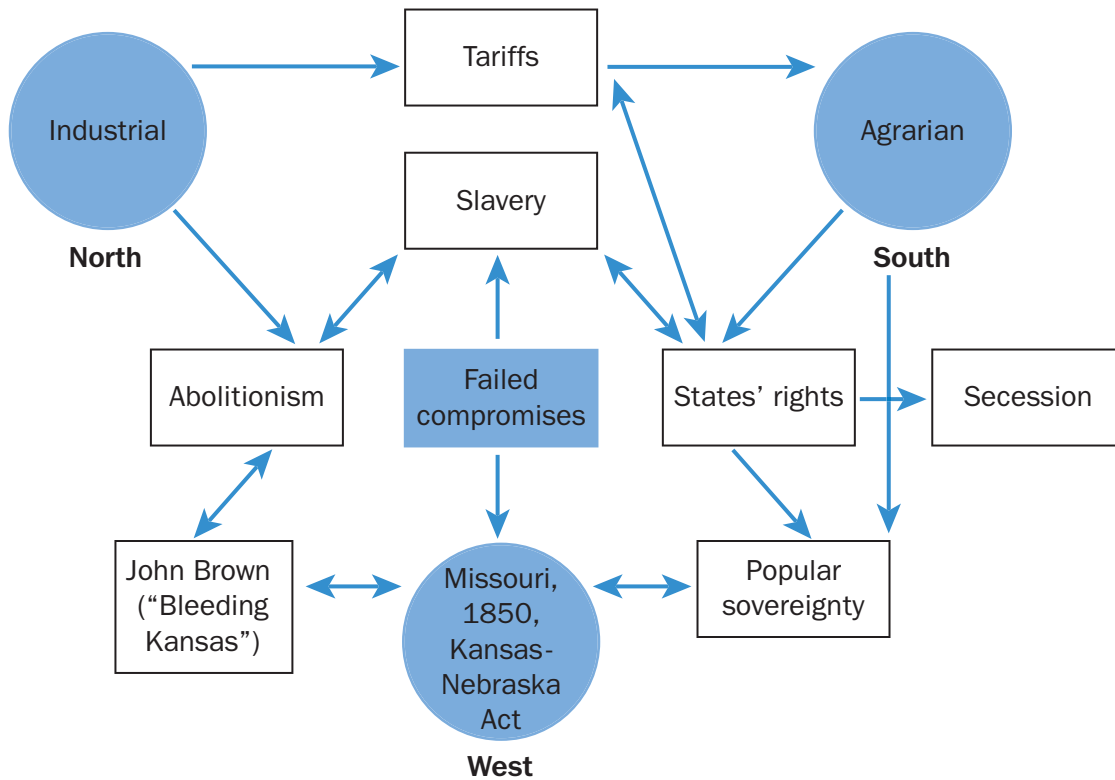 Tariffs
Industrial
Agrarian
Slavery
North
South
Abolitionism
Failed
compromises
States’ rights
Secession
John Brown
(“Bleeding
Kansas”)
Missouri,
1850,
Kansas-
Nebraska
Act
Popular
sovereignty
West